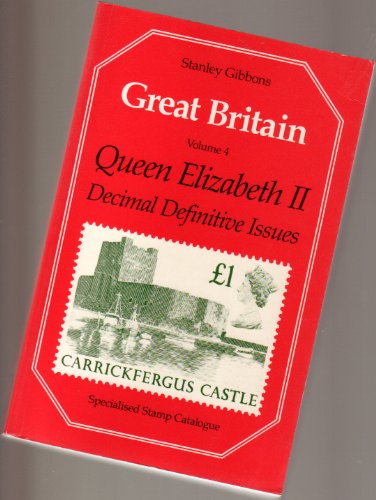 Stanley Gibbons
Great Britain
Volume 4
Queen Elizabeth II
Decimal Definitive Issues
£1
CARRICKFERGUS CASTLE
Specialised Stamp Catalogue